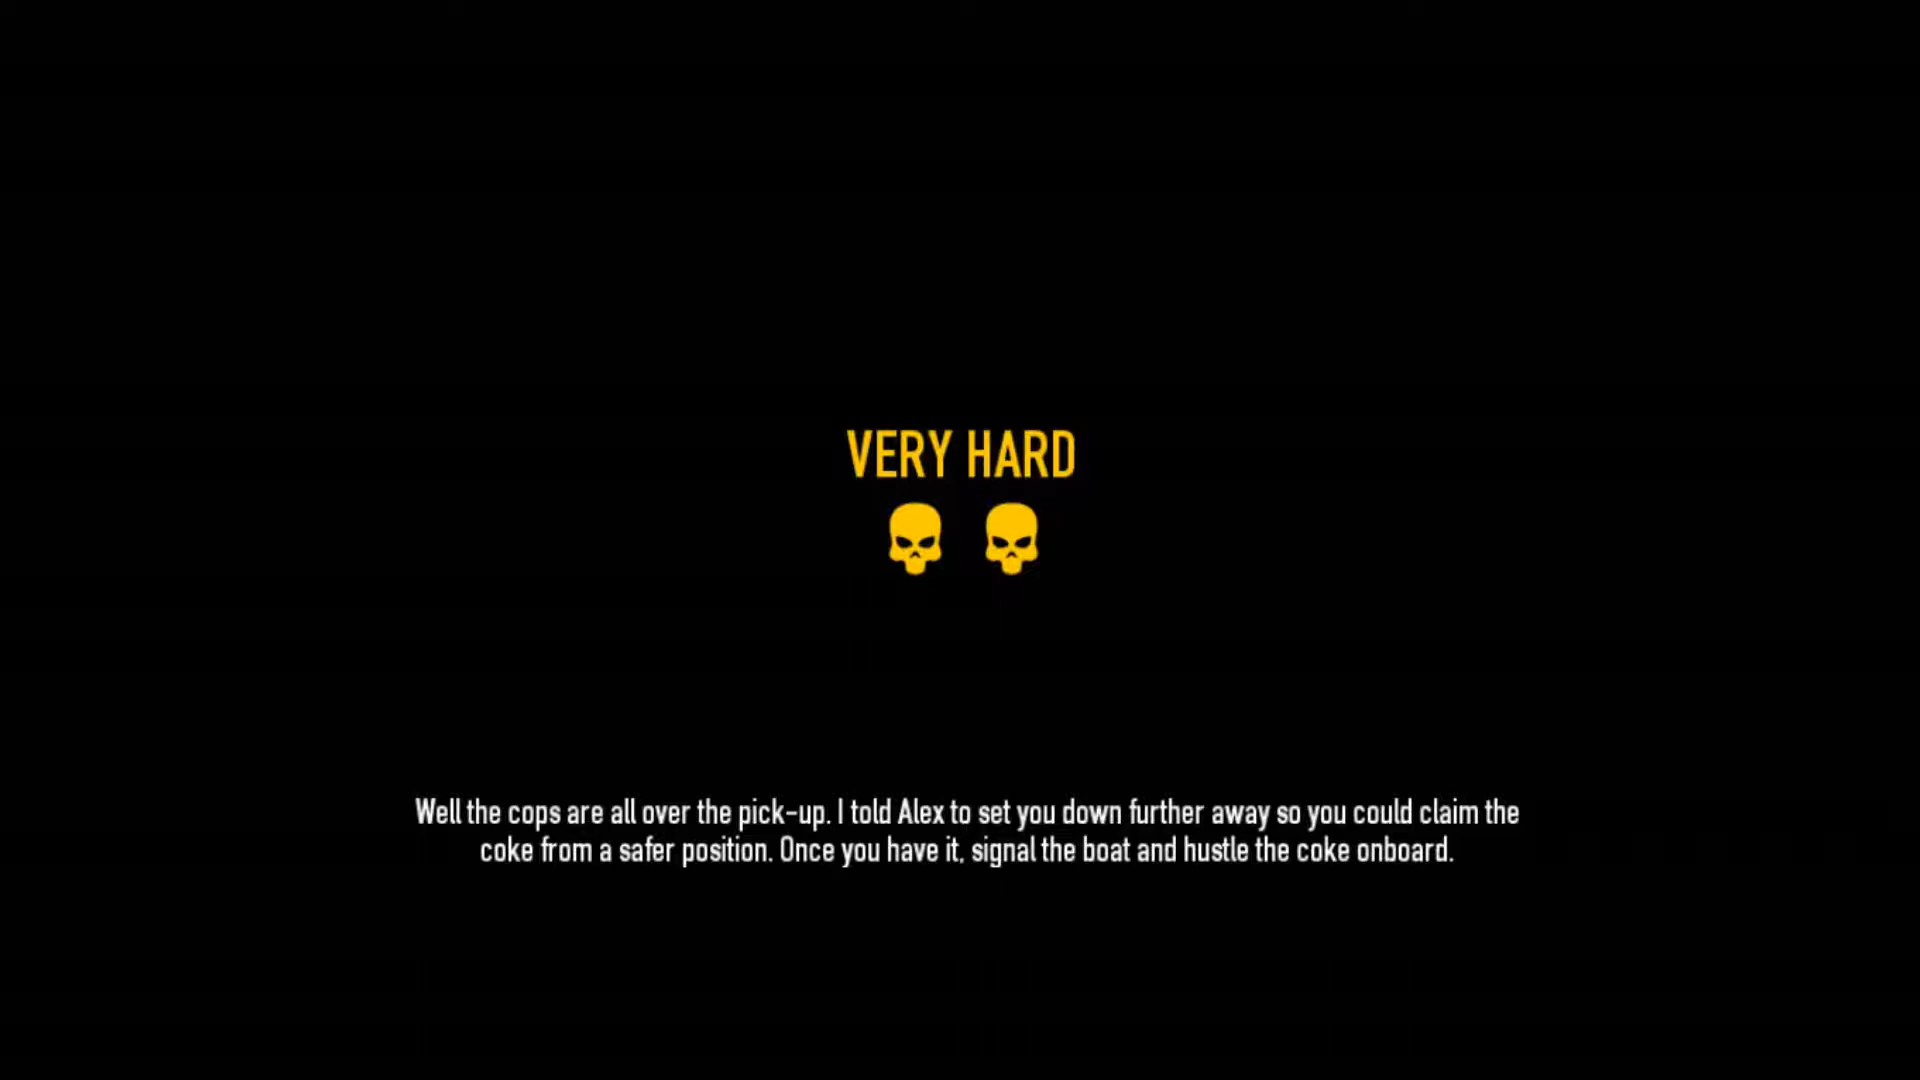 VERY HARD
Well the cops are all over the pick-up. I told Alex to set you down further away so you could claim the
coke from a safer position. Once you have it, signal the boat and hustle the coke onboard.